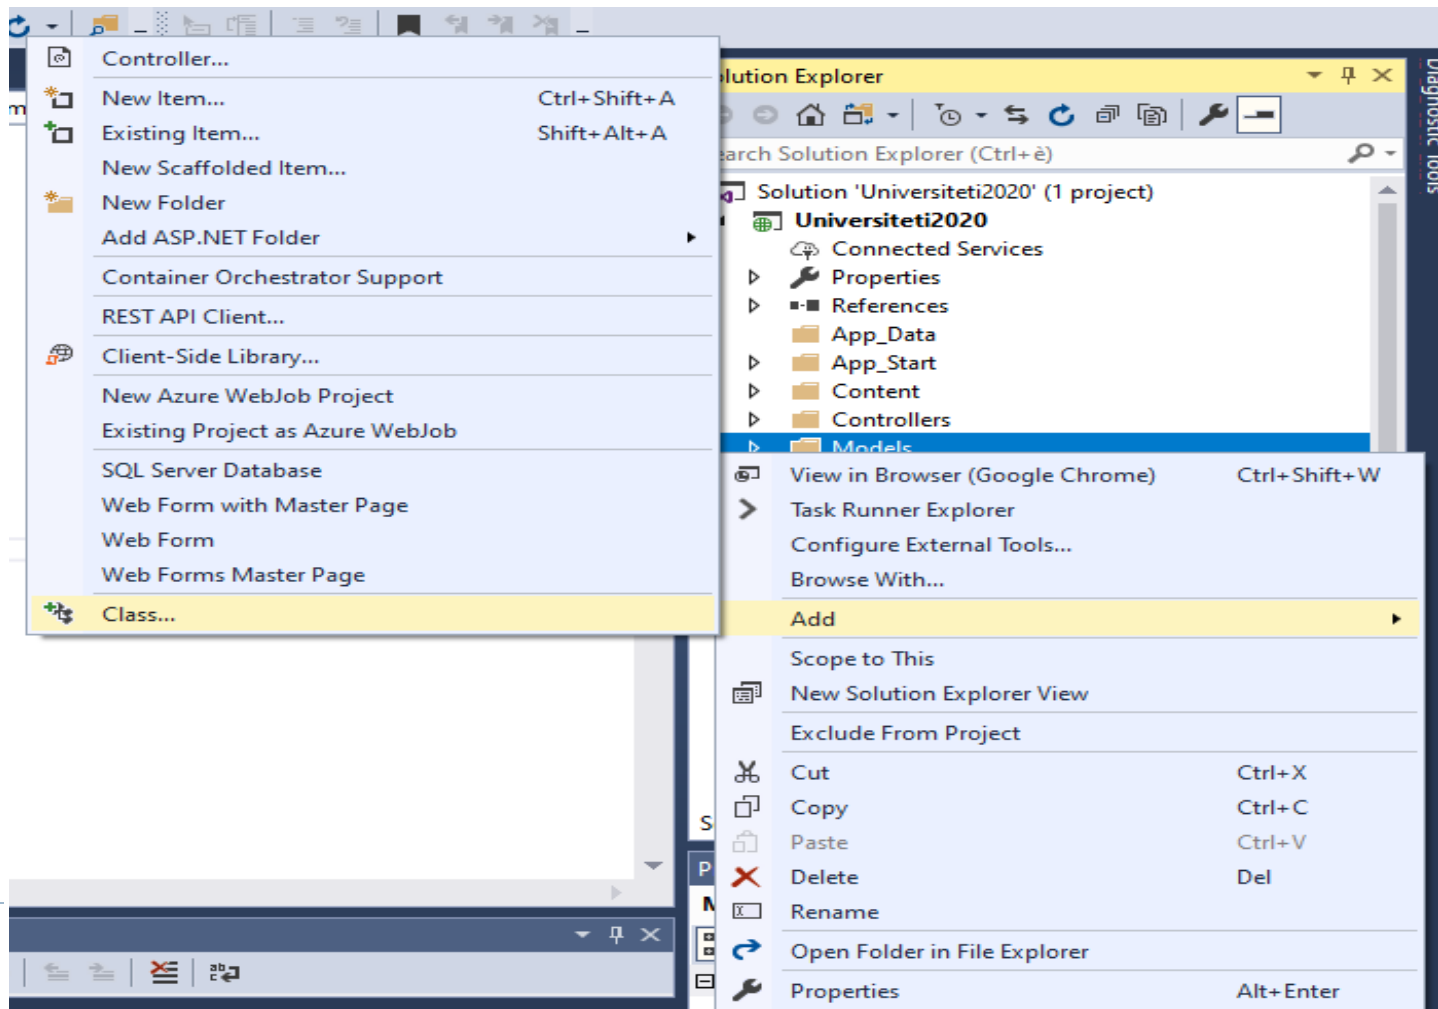 Controller...
New Item... Ctrl+Shift+A
Existing Item... Shift+Alt+A
New Scaffolded Item...
New Folder
Add ASP.NET Folder
Container Orchestrator Support
REST API Client...
Client-Side Library...
New Azure WebJob Project
Existing Project as Azure WebJob
SQL Server Database
Web Form with Master Page
Web Form
Web Forms Master Page
Class...
lution Explorer
arch Solution Explorer (Ctrl+è)
Solution 'Universiteti2020' (1 project)
Universiteti2020
Connected Services
Properties
References
App_Data
App_Start
Content
Controllers
Models
View in Browser (Google Chrome) Ctrl+Shift+W
Task Runner Explorer
Configure External Tools...
Browse With...
Add
Scope to This
New Solution Explorer View
Exclude From Project
Cut Ctrl+X
Copy Ctrl+C
Paste Ctrl+V
Delete Del
Rename
Open Folder in File Explorer
Properties Alt+Enter
Diagnostic Tools